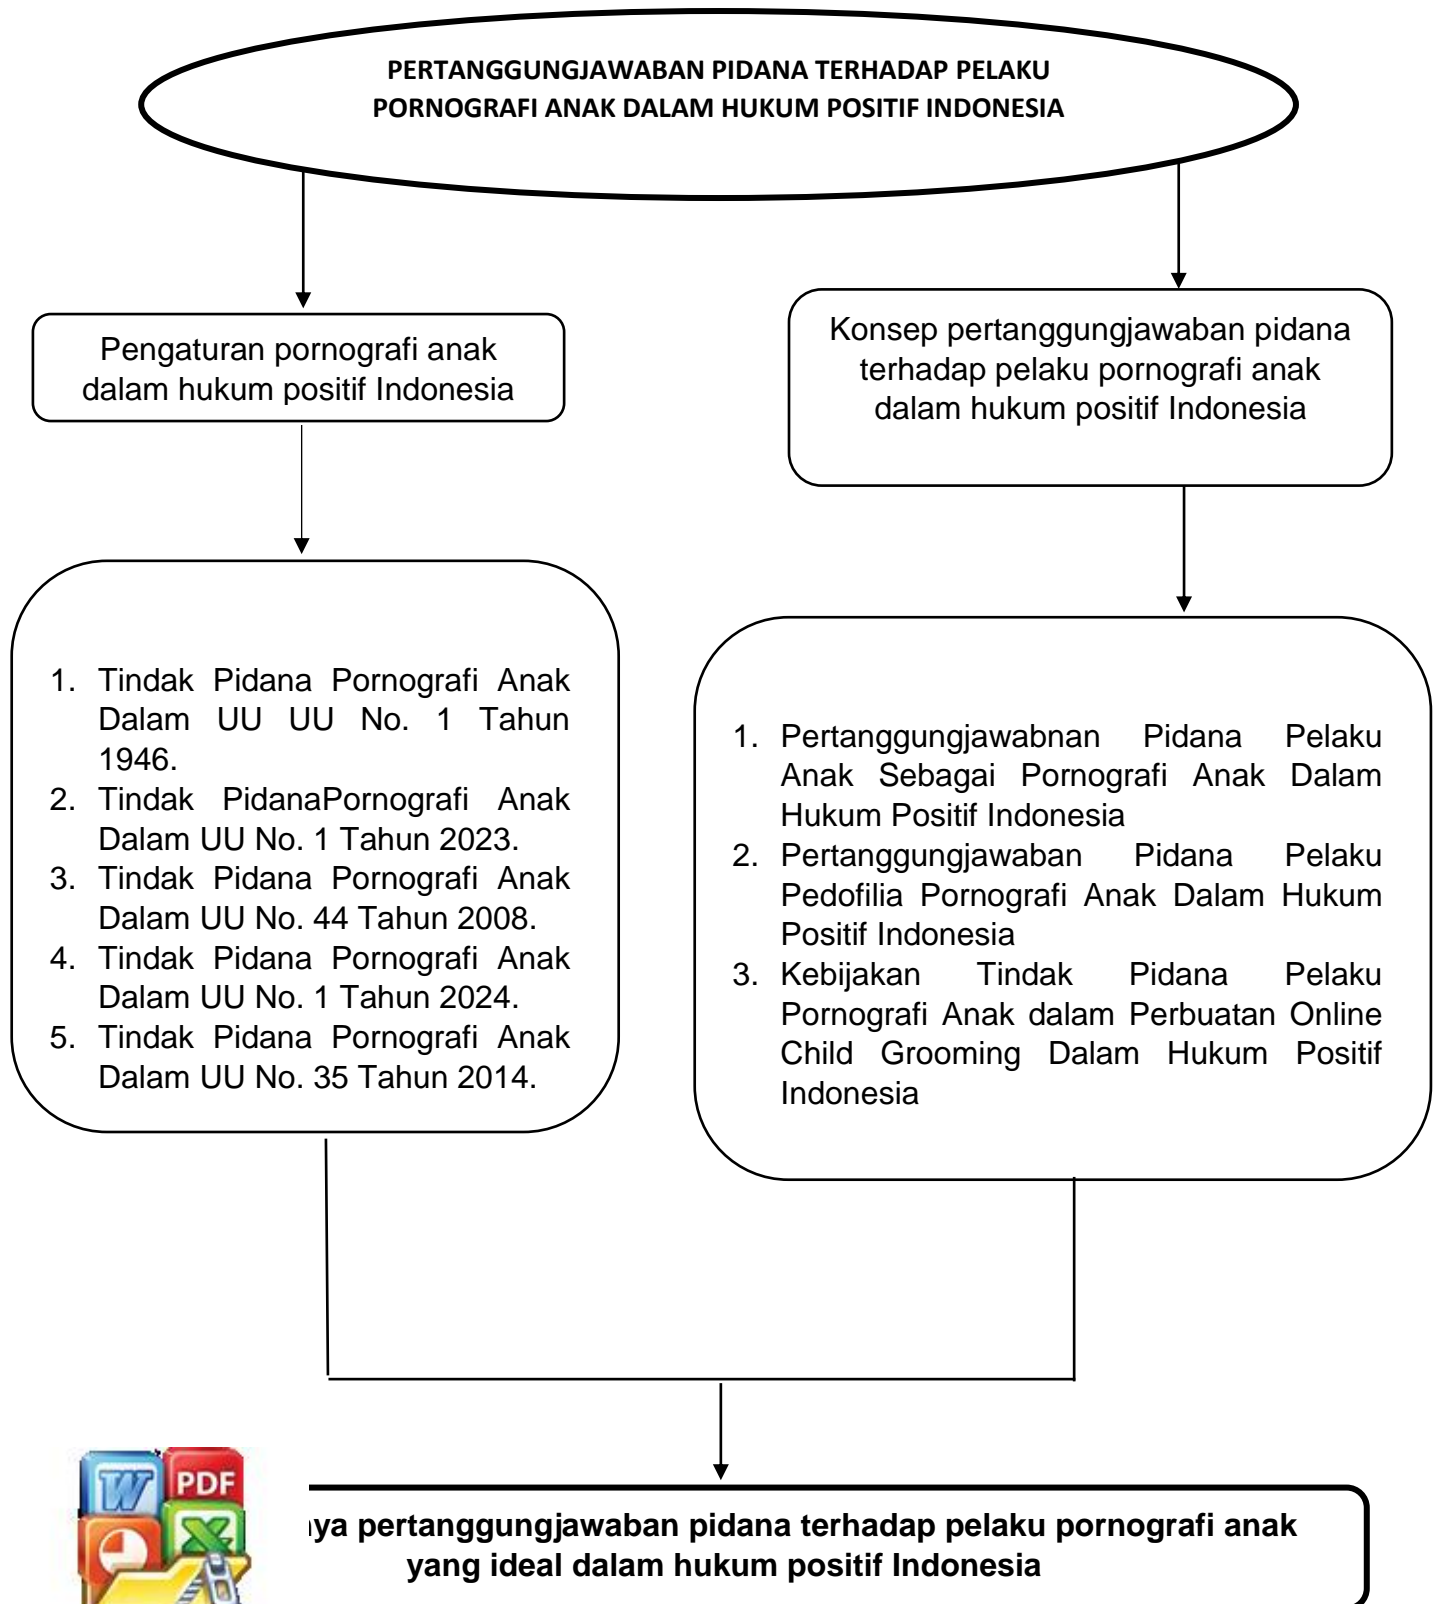 PERTANGGUNGJAWABAN PIDANA TERHADAP PELAKU
PORNOGRAFI ANAK DALAM HUKUM POSITIF INDONESIA
Pengaturan pornografi anak
dalam hukum positif Indonesia
Konsep pertanggungjawaban pidana
terhadap pelaku pornografi anak
dalam hukum positif Indonesia
1. Tindak Pidana Pornografi Anak
Dalam UU UU No. 1 Tahun
1946.
2. Tindak PidanaPornografi Anak
Dalam UU No. 1 Tahun 2023.
3. Tindak Pidana Pornografi Anak
Dalam UU No. 44 Tahun 2008.
4. Tindak Pidana Pornografi Anak
Dalam UU No. 1 Tahun 2024.
5. Tindak Pidana Pornografi Anak
Dalam UU No. 35 Tahun 2014.
1. Pertanggungjawabnan Pidana Pelaku
Anak Sebagai Pornografi Anak Dalam
Hukum Positif Indonesia
2. Pertanggungjawaban Pidana Pelaku
Pedofilia Pornografi Anak Dalam Hukum
Positif Indonesia
3. Kebijakan Tindak Pidana Pelaku
Pornografi Anak dalam Perbuatan Online
Child Grooming Dalam Hukum Positif
Indonesia
W PDF
X
pertanggungjawaban pidana terhadap pelaku pornografi anak
yang ideal dalam hukum positif Indonesia